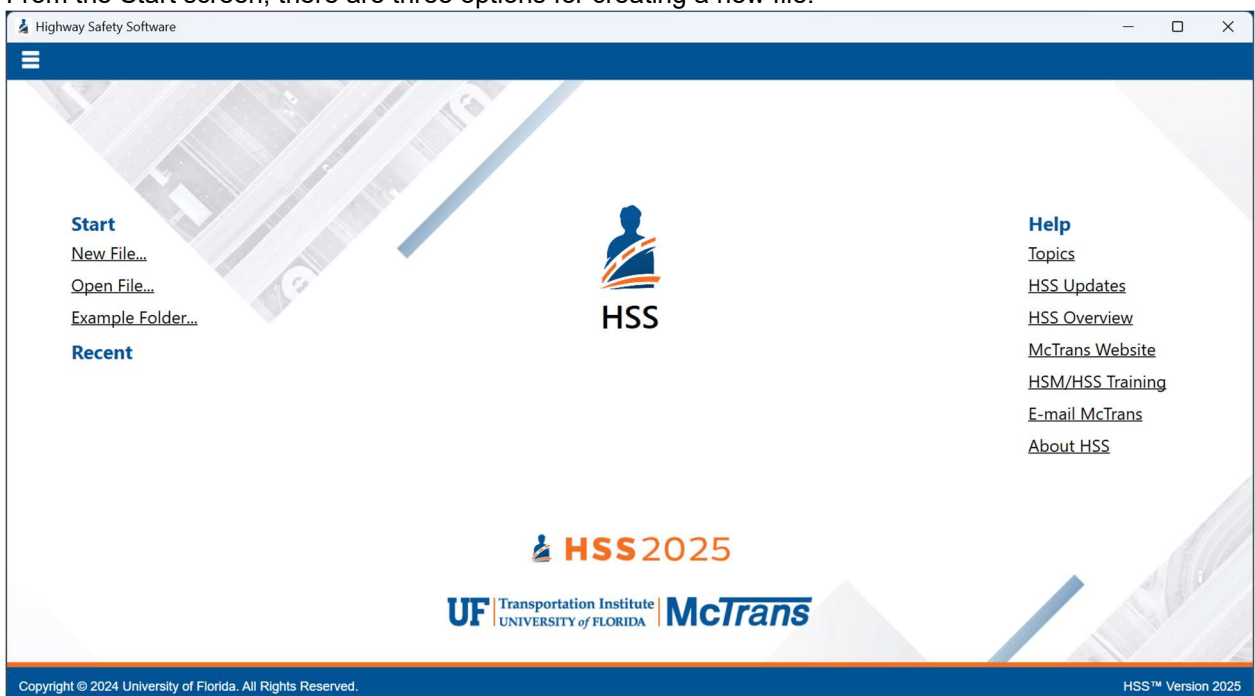 From the Start screen, there are three options for creating a new file:
Highway Safety Software
Start
New File...
Open File...
Example Folder...
Recent
HSS
Help
Topics
HSS Updates
HSS Overview
McTrans Website
HSM/HSS Training
E-mail McTrans
About HSS
HSS2025
UF Transportation Institute McTrans
UNIVERSITY of FLORIDA
Copyright © 2024 University of Florida. All Rights Reserved.
HSS™ Version 2025